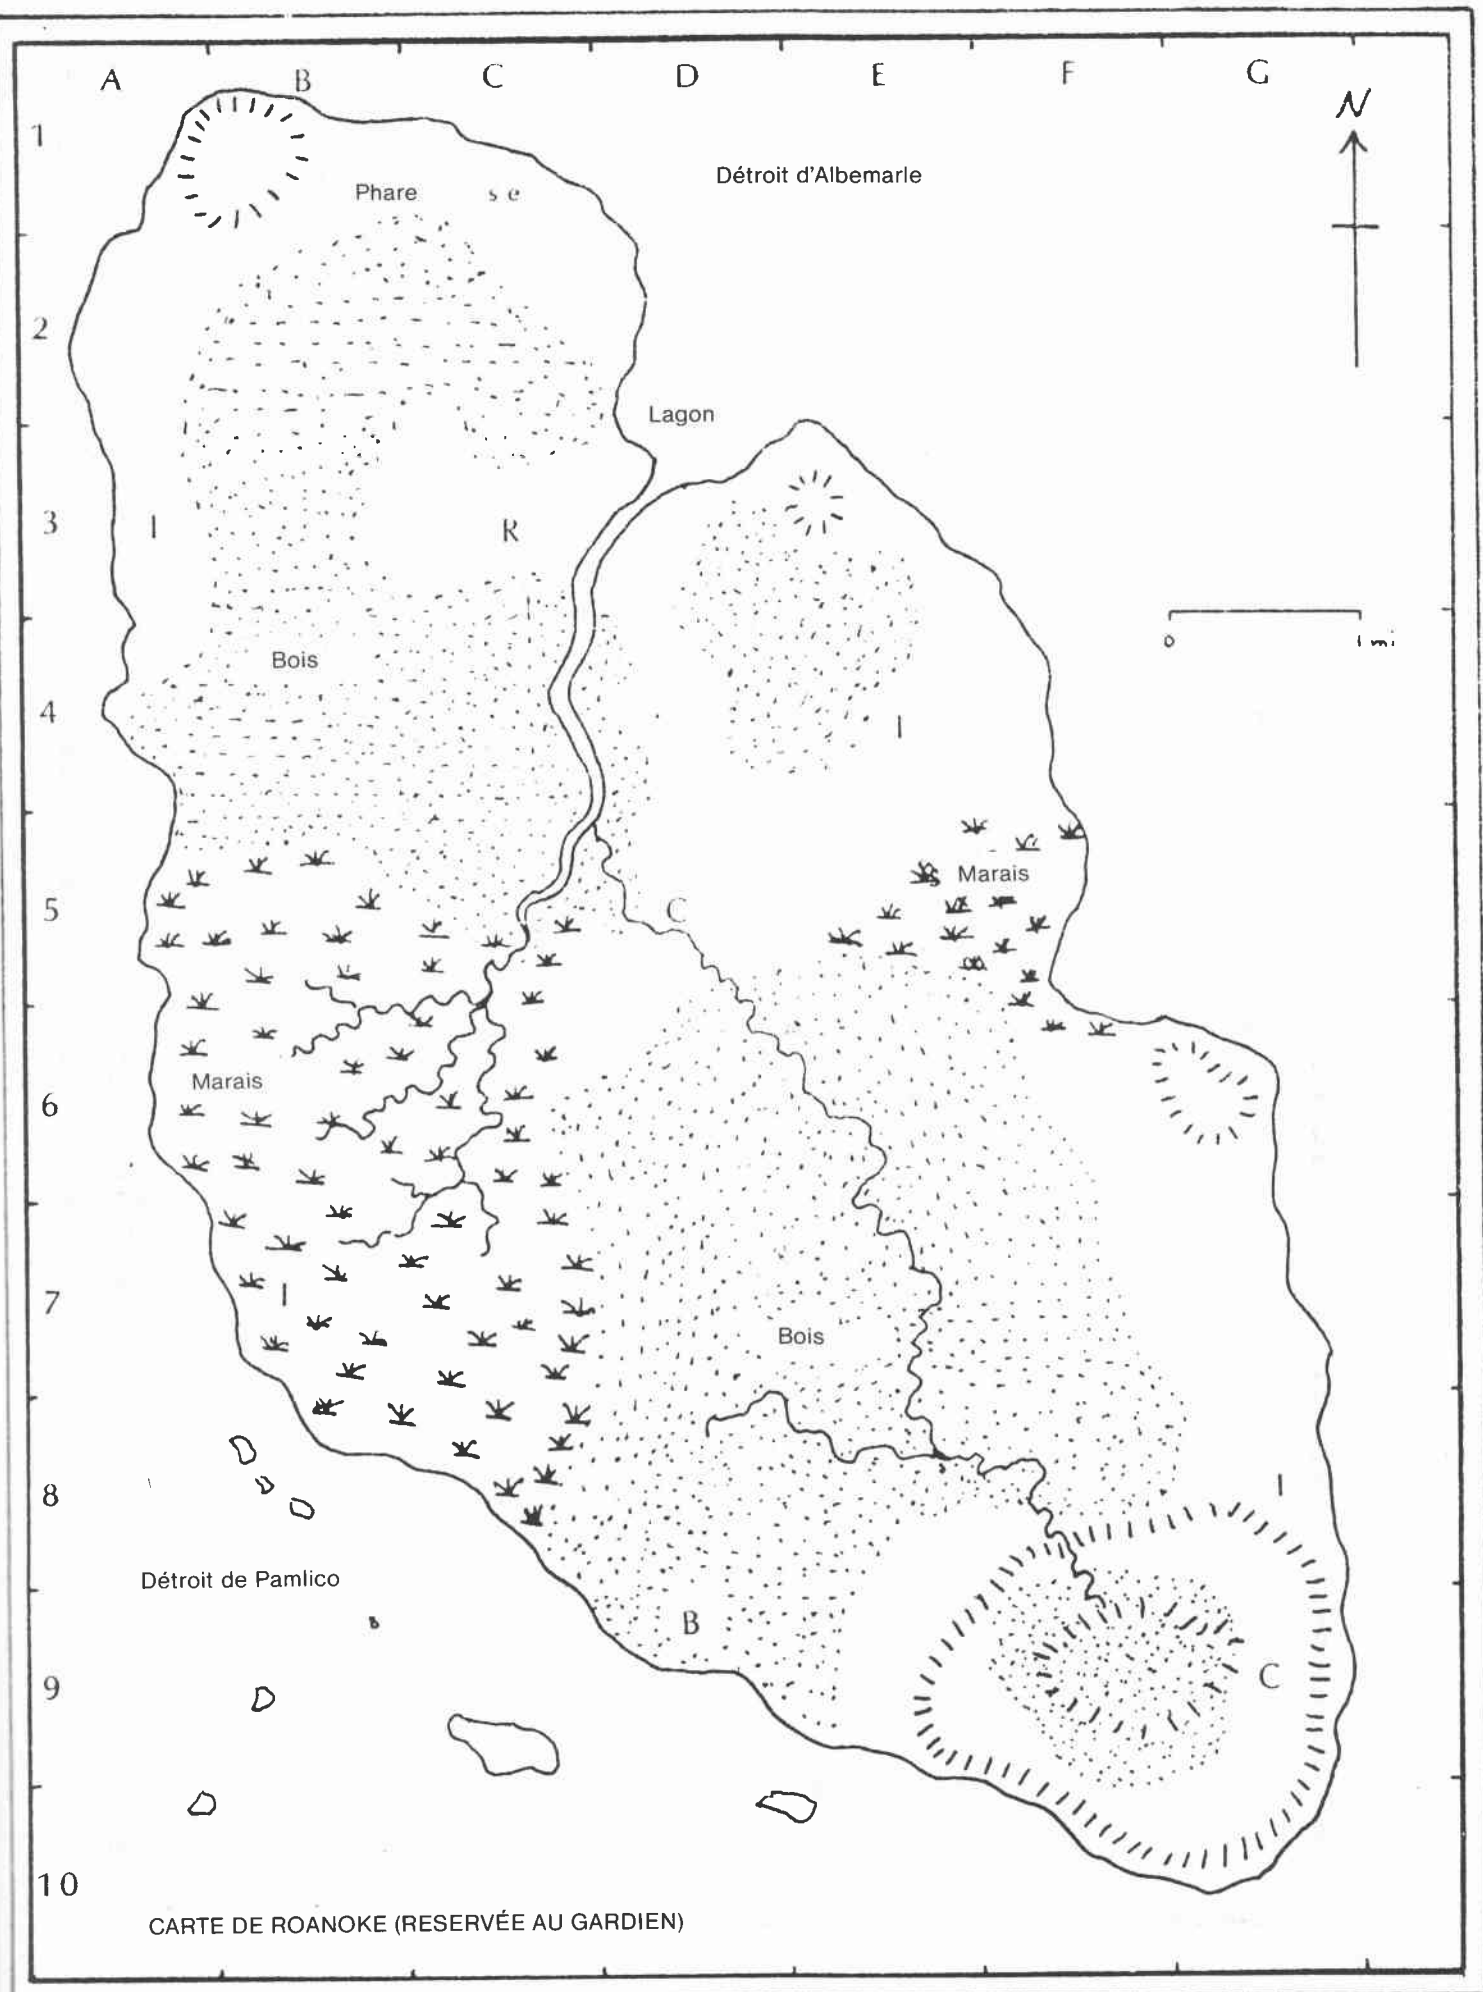 A B C D E F G
N
1
Détroit d'Albemarle
Phare s e
2
Lagon
3 I R
0 1 mi
Bois
4 I
Marais
5 C
Marais
6
7 I
Bois
8 I
Détroit de Pamlico
B
9 C
10
CARTE DE ROANOKE (RESERVÉE AU GARDIEN)